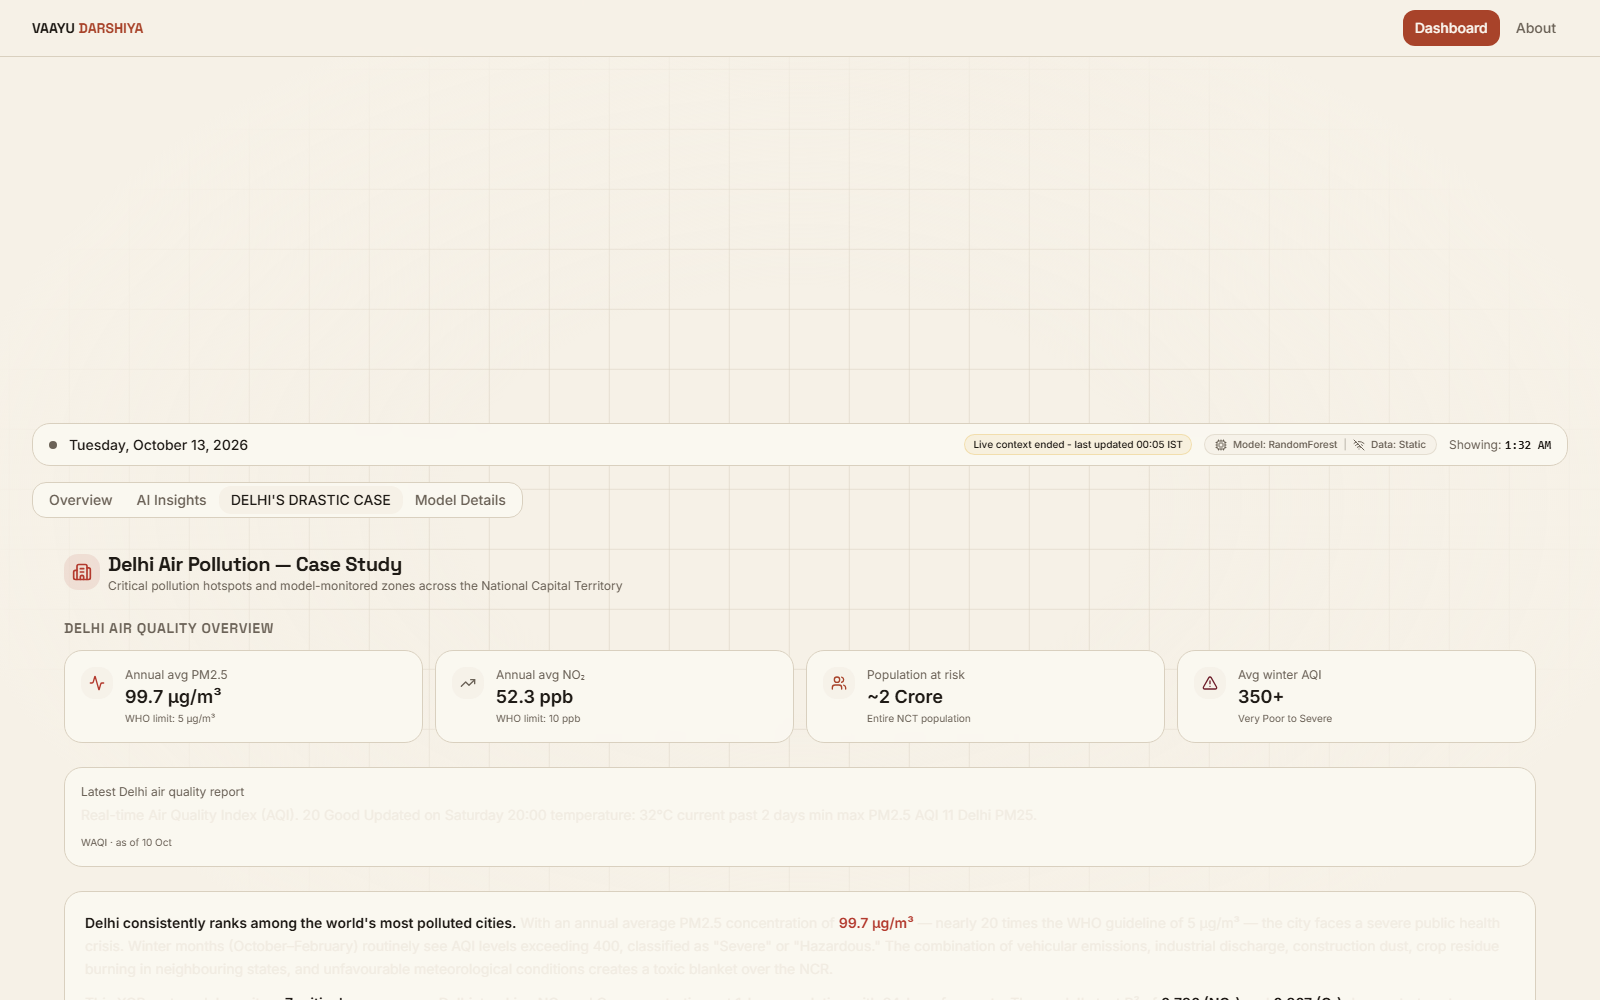 VAAYU DARSHIYA
Dashboard
About
Tuesday, October 13, 2026
Live context ended - last updated 00:05 IST
Model: RandomForest | Data: Static
Showing: 1:32 AM
Overview
AI Insights
DELHI'S DRASTIC CASE
Model Details
Delhi Air Pollution — Case Study
Critical pollution hotspots and model-monitored zones across the National Capital Territory
DELHI AIR QUALITY OVERVIEW
Annual avg PM2.5
99.7 µg/m³
WHO limit: 5 µg/m³
Annual avg NO₂
52.3 ppb
WHO limit: 10 ppb
Population at risk
~2 Crore
Entire NCT population
Avg winter AQI
350+
Very Poor to Severe
Latest Delhi air quality report
Real-time Air Quality Index (AQI). 20 Good Updated on Saturday 20:00 temperature: 32°C current past 2 days min max PM2.5 AQI 11 Delhi PM25.
WAQI · as of 10 Oct
Delhi consistently ranks among the world's most polluted cities. With an annual average PM2.5 concentration of 99.7 µg/m³ — nearly 20 times the WHO guideline of 5 µg/m³ — the city faces a severe public health
crisis. Winter months (October–February) routinely see AQI levels exceeding 400, classified as "Severe" or "Hazardous." The combination of vehicular emissions, industrial discharge, construction dust, crop residue
burning in neighbouring states, and unfavourable meteorological conditions creates a toxic blanket over the NCR.